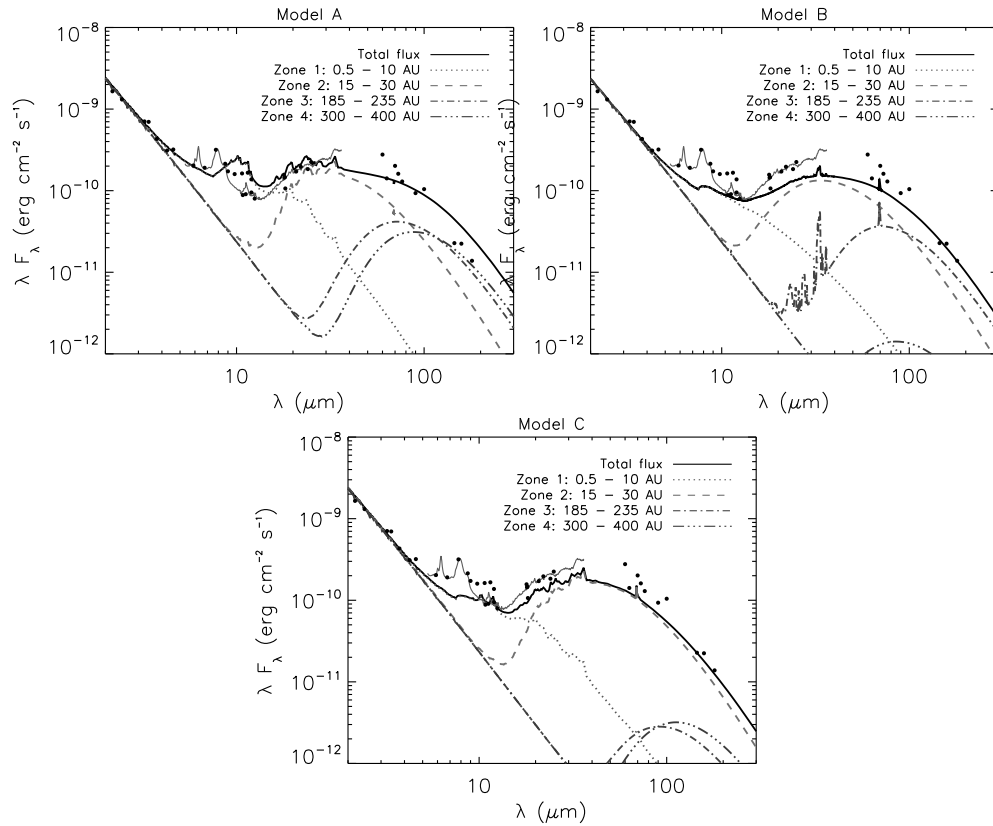 Model A
10⁻⁸
10⁻⁹
10⁻¹⁰
10⁻¹¹
10⁻¹²
λ F_λ (erg cm⁻² s⁻¹)
Total flux
Zone 1: 0.5 − 10 AU
Zone 2: 15 − 30 AU
Zone 3: 185 − 235 AU
Zone 4: 300 − 400 AU
10
100
λ (μm)
Model B
10⁻⁸
10⁻⁹
10⁻¹⁰
10⁻¹¹
10⁻¹²
F_λ (erg cm⁻² s⁻¹)
Total flux
Zone 1: 0.5 − 10 AU
Zone 2: 15 − 30 AU
Zone 3: 185 − 235 AU
Zone 4: 300 − 400 AU
10
100
λ (μm)
Model C
10⁻⁸
10⁻⁹
10⁻¹⁰
10⁻¹¹
10⁻¹²
λ F_λ (erg cm⁻² s⁻¹)
Total flux
Zone 1: 0.5 − 10 AU
Zone 2: 15 − 30 AU
Zone 3: 185 − 235 AU
Zone 4: 300 − 400 AU
10
100
λ (μm)